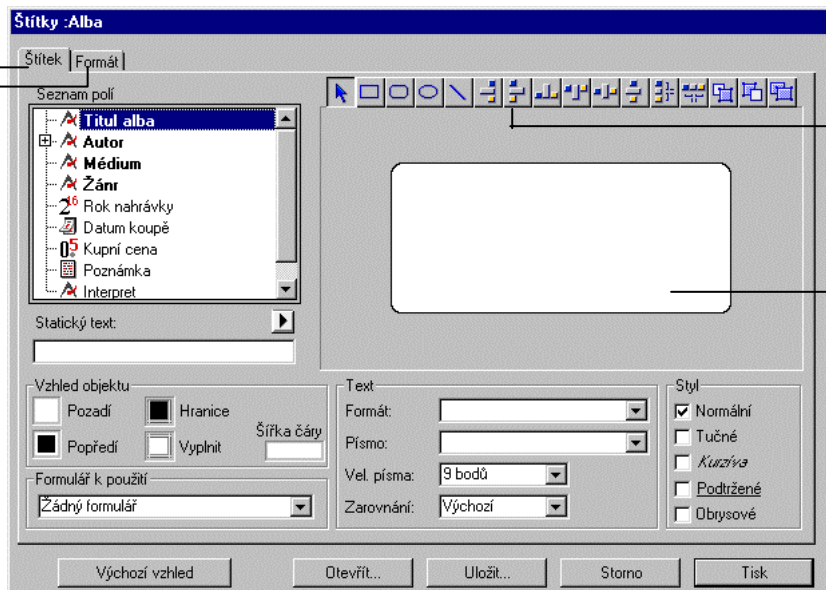 Štítky :Alba
Štítek
Formát
Seznam polí
Titul alba
Autor
Médium
Žánr
Rok nahrávky
Datum koupě
Kupní cena
Poznámka
Interpret
Statický text:
Vzhled objektu
Pozadí
Hranice
Popředí
Vyplnit
Šířka čáry
Formulář k použití
Žádný formulář
Text
Formát:
Písmo:
Vel. písma: 9 bodů
Zarovnání: Výchozí
Styl
Normální
Tučné
Kurzíva
Podtržené
Obrysové
Výchozí vzhled
Otevřít...
Uložit...
Storno
Tisk